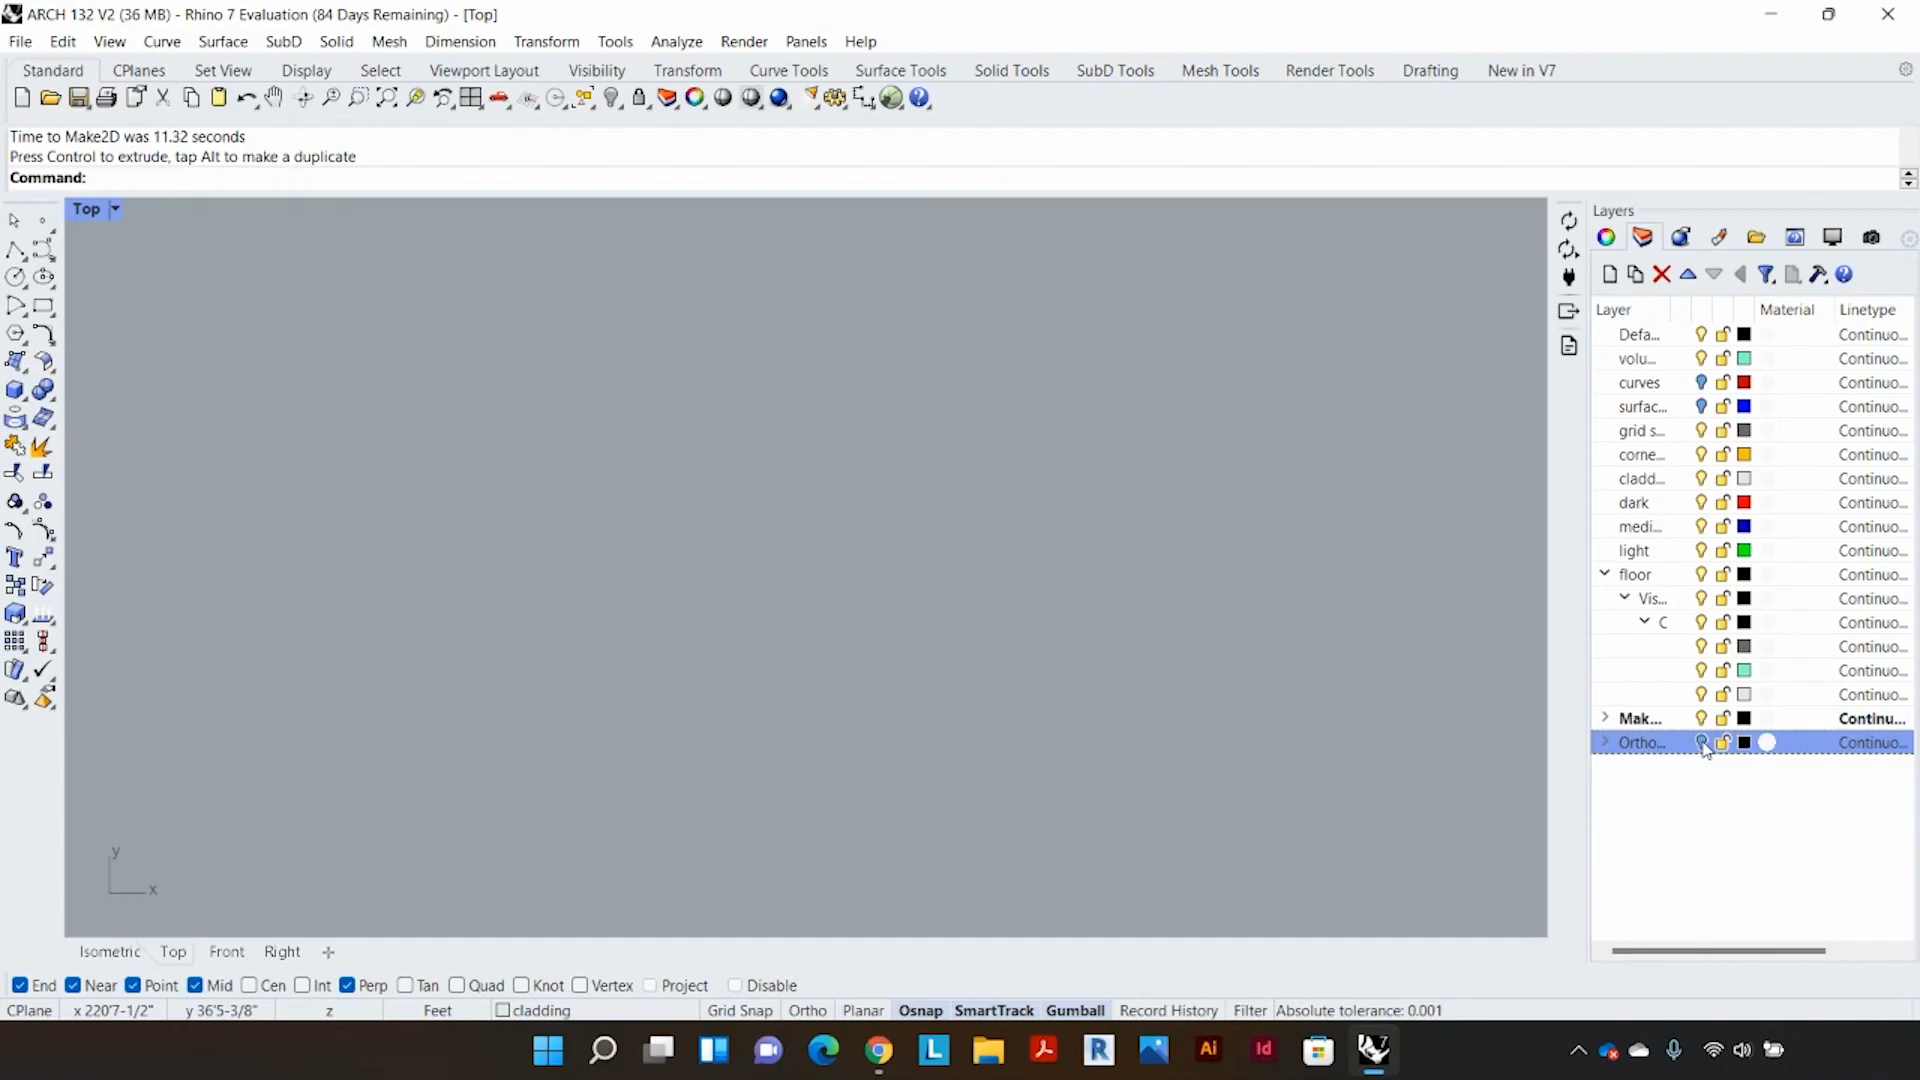 ARCH 132 V2 (36 MB) - Rhino 7 Evaluation (84 Days Remaining) - [Top]
File Edit View Curve Surface SubD Solid Mesh Dimension Transform Tools Analyze Render Panels Help
Standard CPlanes Set View Display Select Viewport Layout Visibility Transform Curve Tools Surface Tools Solid Tools SubD Tools Mesh Tools Render Tools Drafting New in V7
Time to Make2D was 11.32 seconds
Press Control to extrude, tap Alt to make a duplicate
Command:
Top
Layers
Layer Material Linetype
Defa... Continuo...
volu... Continuo...
curves Continuo...
surfac... Continuo...
grid s... Continuo...
corne... Continuo...
cladd... Continuo...
dark Continuo...
medi... Continuo...
light Continuo...
floor Continuo...
Vis... Continuo...
C Continuo...
Continuo...
Continuo...
Continuo...
Mak... Continu...
Ortho... Continuo...
y
x
Isometric Top Front Right
End Near Point Mid Cen Int Perp Tan Quad Knot Vertex Project Disable
CPlane x 220'7-1/2" y 36'5-3/8" z Feet cladding Grid Snap Ortho Planar Osnap SmartTrack Gumball Record History Filter Absolute tolerance: 0.001
L R Ai Id 7